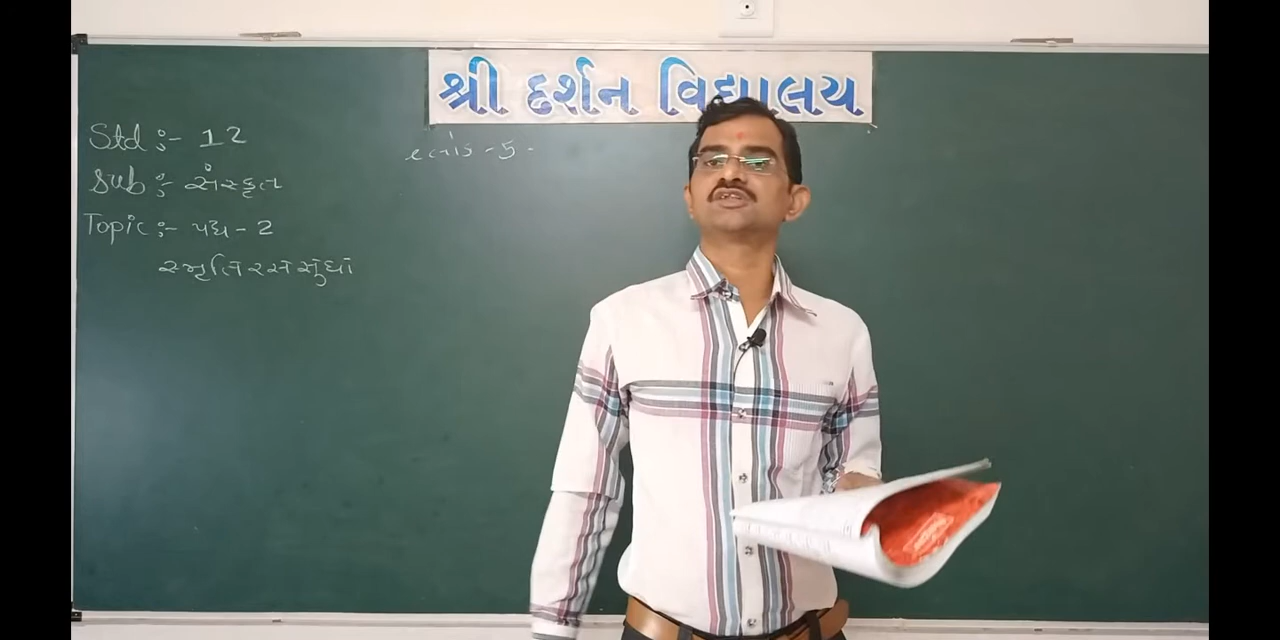 શ્રી દર્શન વિદ્યાલય
Std :- 12
Sub :- સંસ્કૃત
Topic :- પદ્ય - 2
સ્મૃતિરસસુધા
શ્લોક - 5.